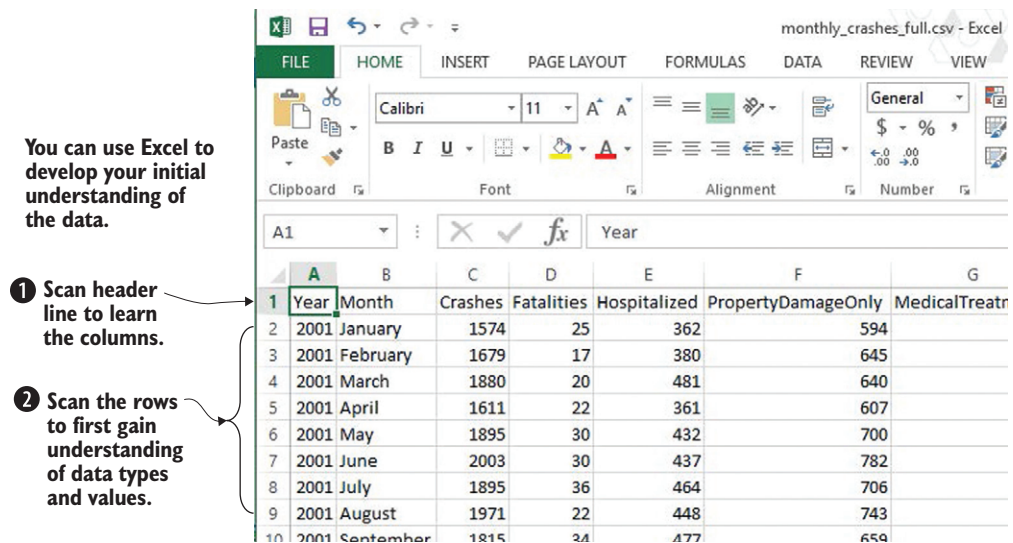 monthly_crashes_full.csv - Excel
FILE HOME INSERT PAGE LAYOUT FORMULAS DATA REVIEW VIEW
Calibri 11 General
Paste B I U A $ % ,
Clipboard Font Alignment Number
A1 fx Year
You can use Excel to
develop your initial
understanding of
the data.
1 Scan header
line to learn
the columns.
2 Scan the rows
to first gain
understanding
of data types
and values.
A B C D E F G
1 Year Month Crashes Fatalities Hospitalized PropertyDamageOnly MedicalTreatm
2 2001 January 1574 25 362 594
3 2001 February 1679 17 380 645
4 2001 March 1880 20 481 640
5 2001 April 1611 22 361 607
6 2001 May 1895 30 432 700
7 2001 June 2003 30 437 782
8 2001 July 1895 36 464 706
9 2001 August 1971 22 448 743
10 2001 September 1815 34 477 659